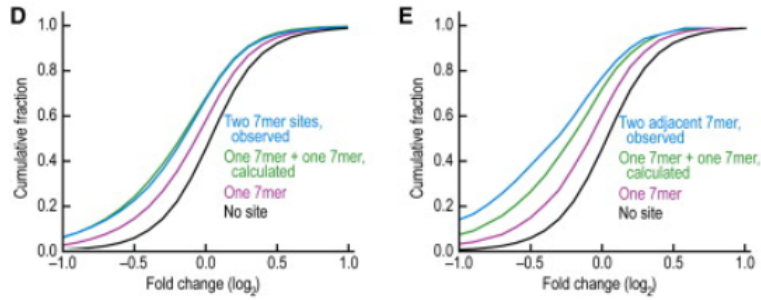 D
Cumulative fraction
1.0
0.8
0.6
0.4
0.2
0.0
Two 7mer sites,
observed
One 7mer + one 7mer,
calculated
One 7mer
No site
−1.0 −0.5 0.0 0.5 1.0
Fold change (log2)
E
Cumulative fraction
1.0
0.8
0.6
0.4
0.2
0.0
Two adjacent 7mer,
observed
One 7mer + one 7mer,
calculated
One 7mer
No site
−1.0 −0.5 0.0 0.5 1.0
Fold change (log2)